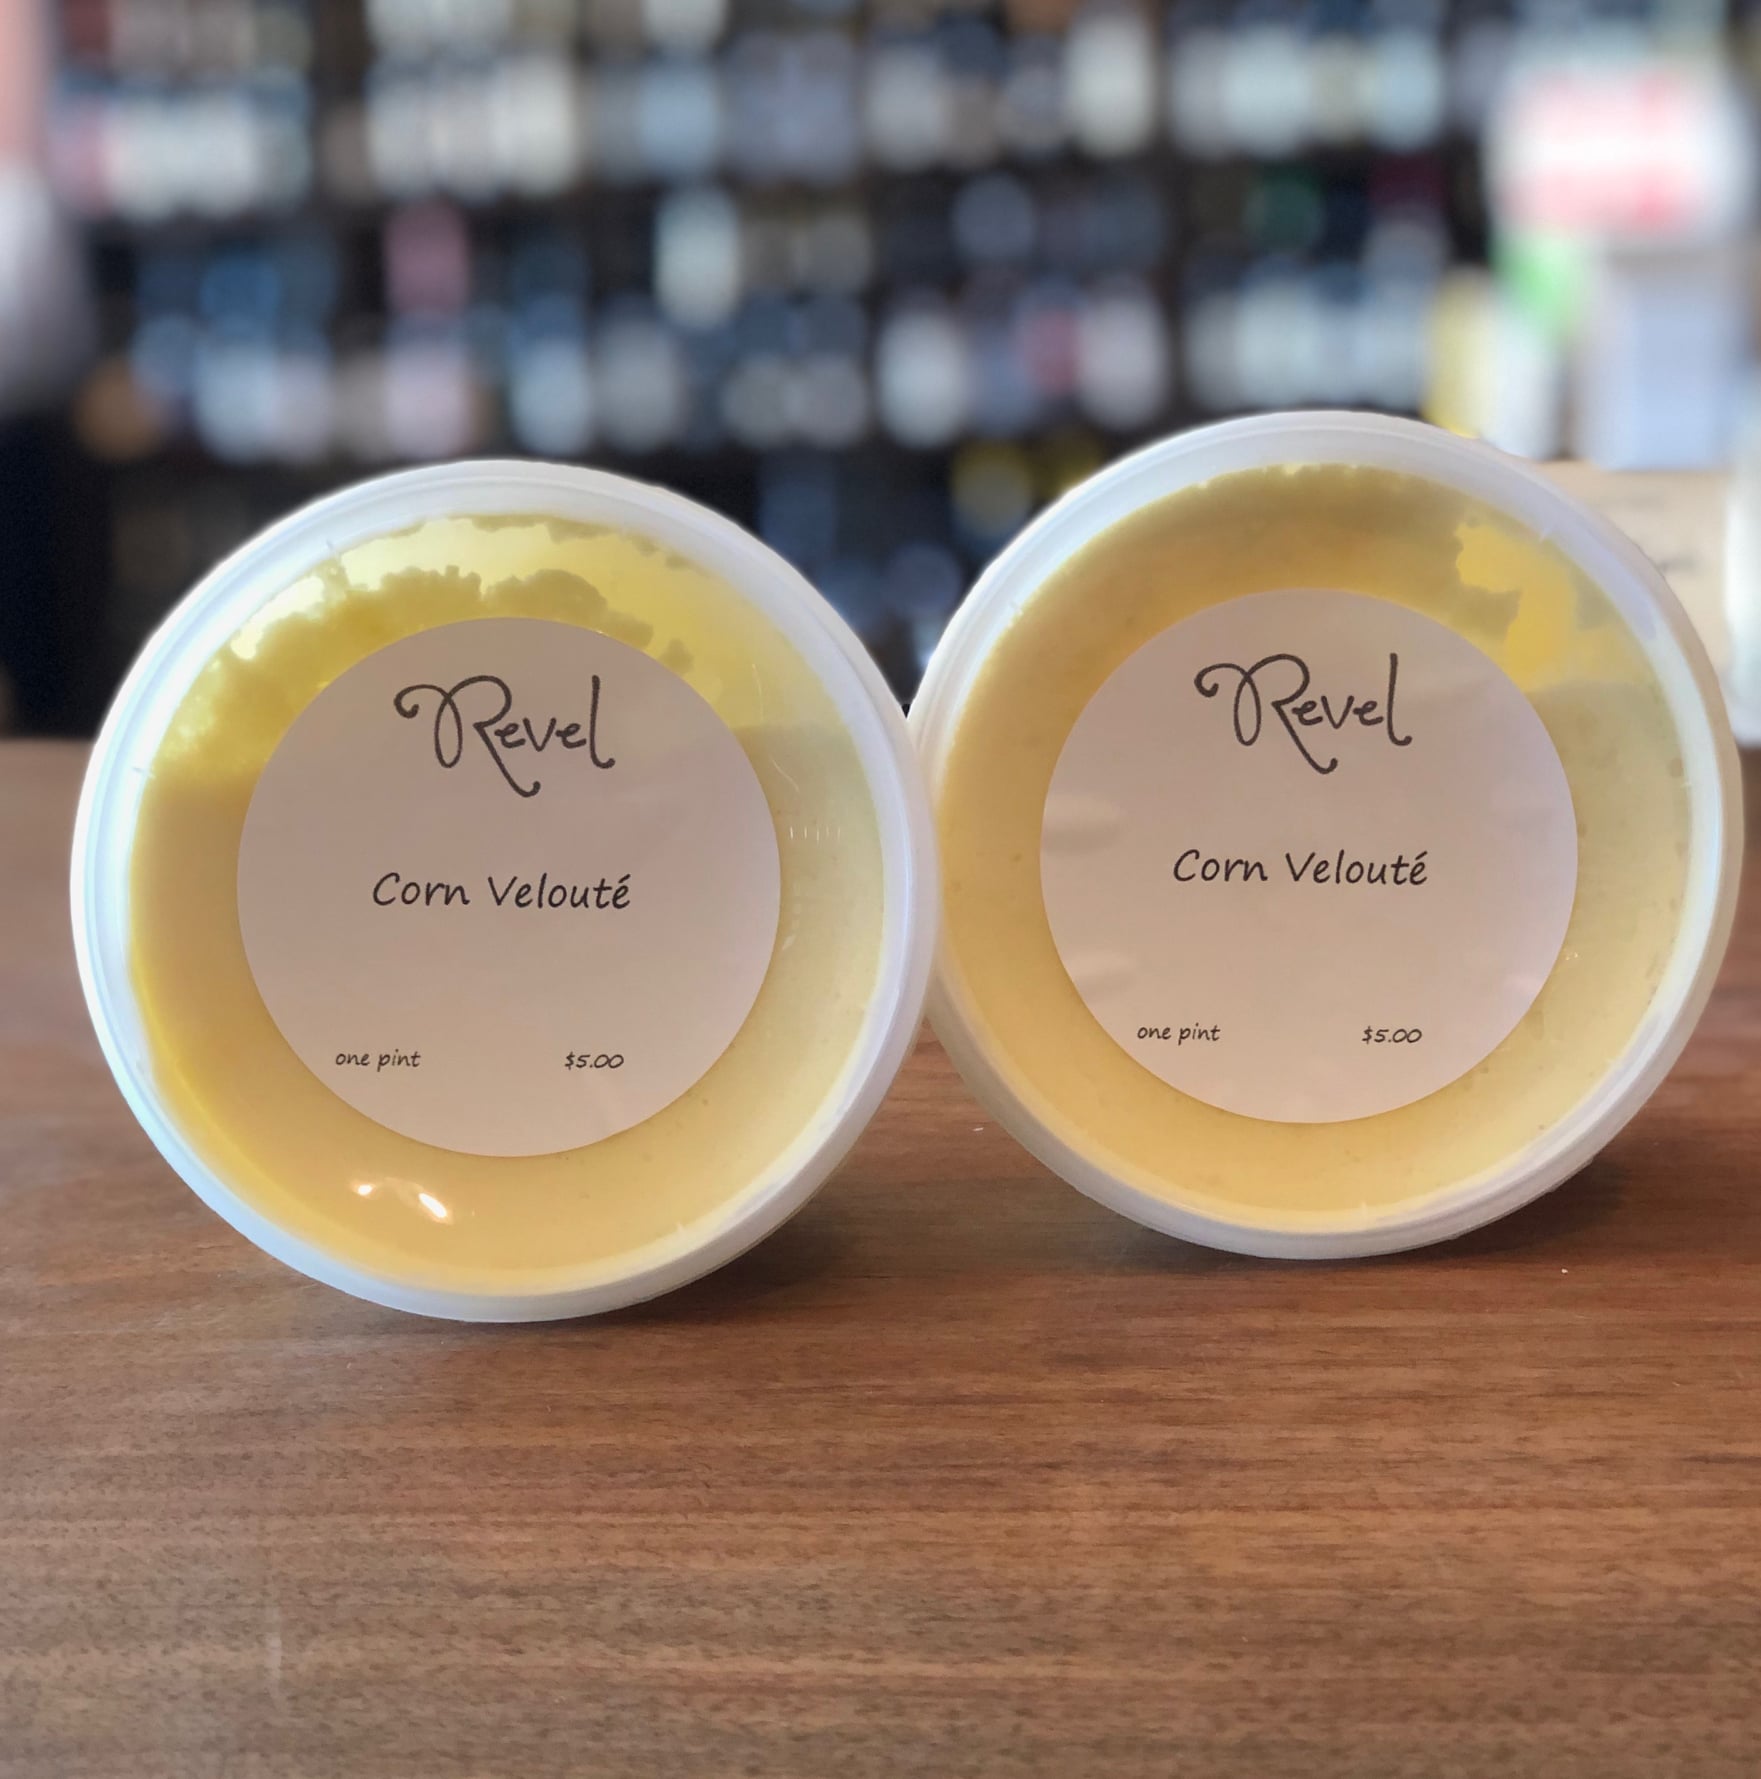 Revel
Corn Velouté
one pint $5.00
Revel
Corn Velouté
one pint $5.00